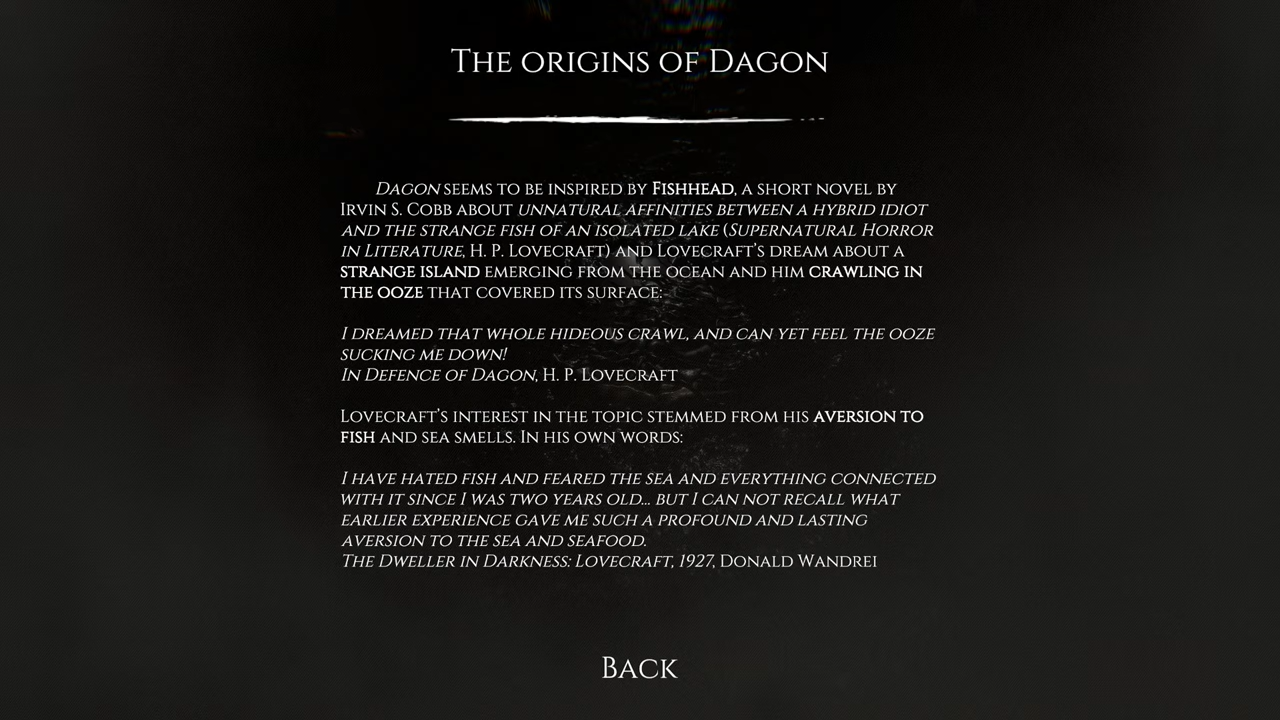 The origins of Dagon
Dagon seems to be inspired by Fishhead, a short novel by
Irvin S. Cobb about unnatural affinities between a hybrid idiot
and the strange fish of an isolated lake (Supernatural Horror
in Literature, H. P. Lovecraft) and Lovecraft's dream about a
strange island emerging from the ocean and him crawling in
the ooze that covered its surface:
I dreamed that whole hideous crawl, and can yet feel the ooze
sucking me down!
In Defence of Dagon, H. P. Lovecraft
Lovecraft's interest in the topic stemmed from his aversion to
fish and sea smells. In his own words:
I have hated fish and feared the sea and everything connected
with it since I was two years old... but I can not recall what
earlier experience gave me such a profound and lasting
aversion to the sea and seafood.
The Dweller in Darkness: Lovecraft, 1927, Donald Wandrei
Back